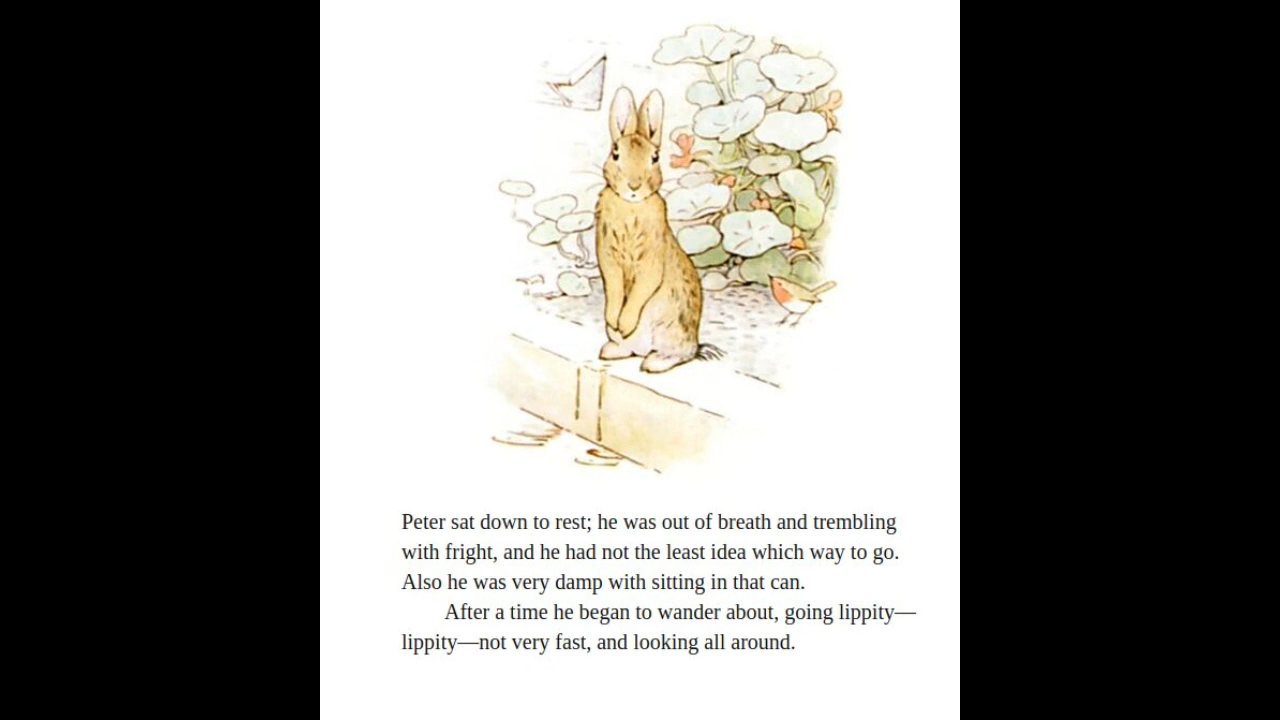 Peter sat down to rest; he was out of breath and trembling
with fright, and he had not the least idea which way to go.
Also he was very damp with sitting in that can.
After a time he began to wander about, going lippity—
lippity—not very fast, and looking all around.